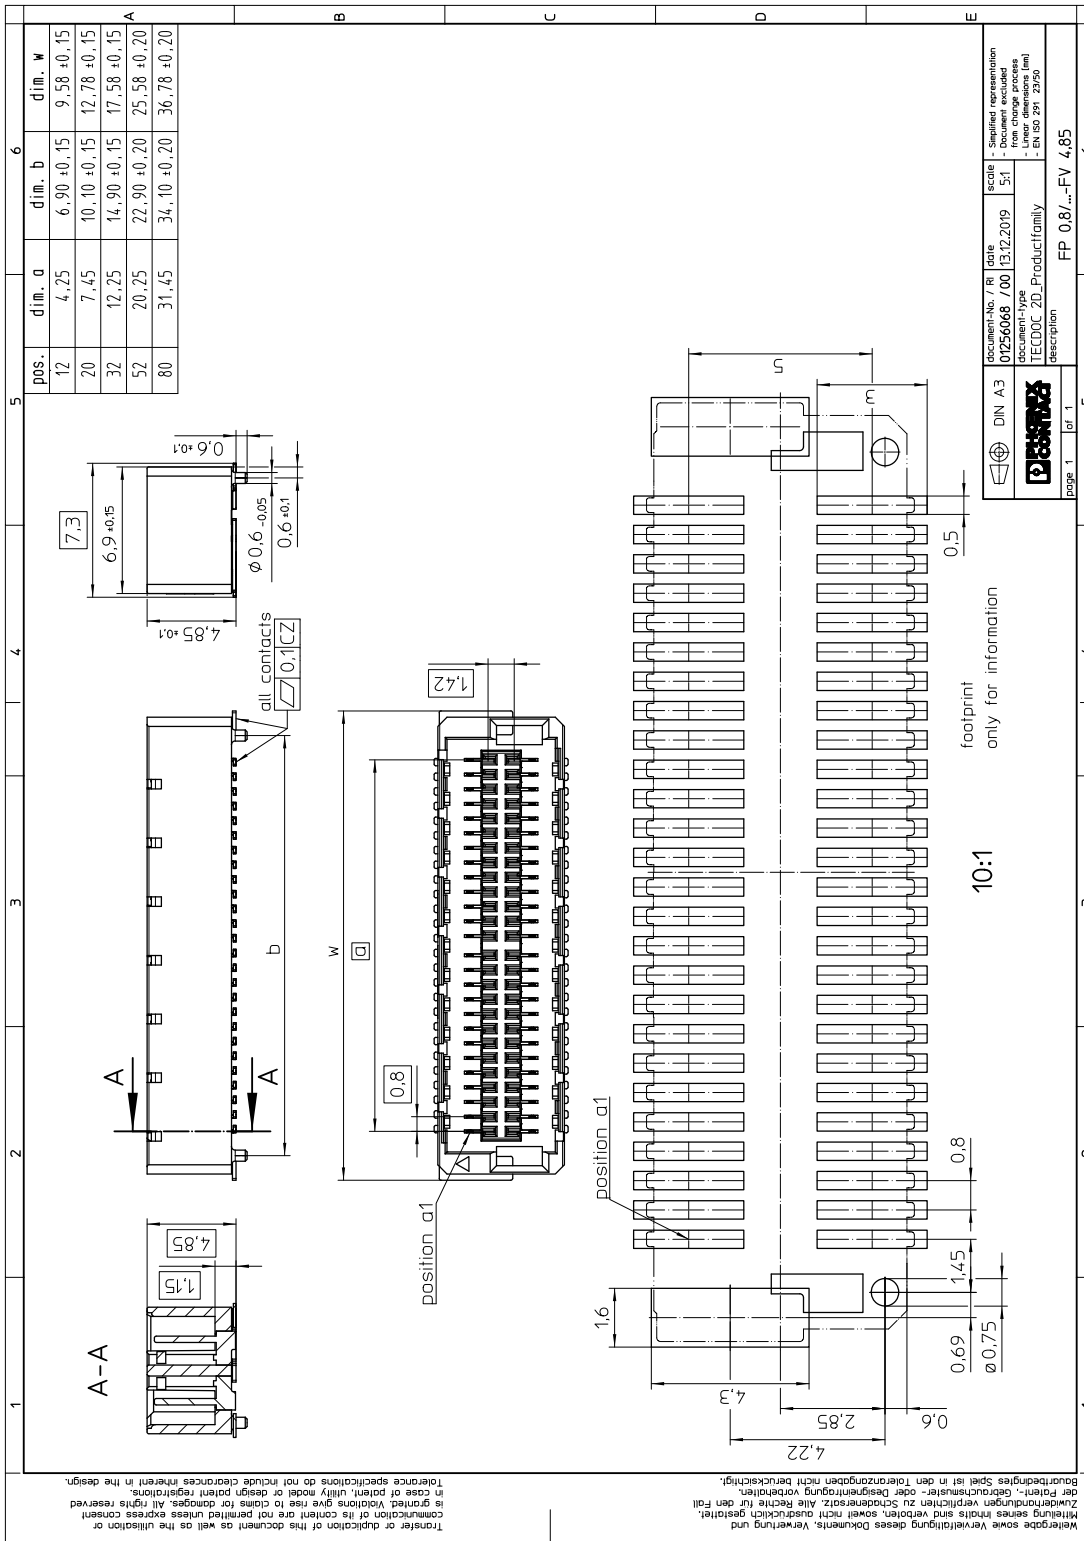 pos. dim. a dim. b dim. w
12 4,25 6,90 ±0,15 9,58 ±0,15
20 7,45 10,10 ±0,15 12,78 ±0,15
32 12,25 14,90 ±0,15 17,58 ±0,15
52 20,25 22,90 ±0,20 25,58 ±0,20
80 31,45 34,10 ±0,20 36,78 ±0,20
A
B
C
D
E
1
2
3
4
5
6
A-A
1,15
4,85
A
A
b
all contacts
0,1CZ
7,3
6,9 ±0,15
4,85 ±0,1
0,6 ±0,1
Ø0,6 -0,05
0,6 ±0,1
w
a
0,8
1,42
position a1
position a1
5
3
0,5
footprint
only for information
10:1
0,8
1,45
0,69
Ø0,75
1,6
4,3
2,85
4,22
0,6
DIN A3
PHOENIX
CONTACT
page 1 of 1
document-No. / RI
01256068 / 00
date
13.12.2019
scale
5:1
- Simplified representation
- Document excluded
from change process
- Linear dimensions [mm]
- EN ISO 291 23/50
document-type
TECDOC 2D_Productfamily
description
FP 0,8/...-FV 4,85
Transfer or duplication of this document as well as the utilisation or
communication of its content are not permitted unless express consent
is granted. Violations give rise to claims for damages. All rights reserved
in case of patent, utility model or design patent registrations.
Tolerance specifications do not include clearances inherent in the design.
Weitergabe sowie Vervielfältigung dieses Dokuments, Verwertung und
Mitteilung seines Inhalts sind verboten, soweit nicht ausdrücklich gestattet.
Zuwiderhandlungen verpflichten zu Schadenersatz. Alle Rechte für den Fall
der Patent-, Gebrauchsmuster- oder Designeintragung vorbehalten.
Bauartbedingtes Spiel ist in den Toleranzangaben nicht berücksichtigt.